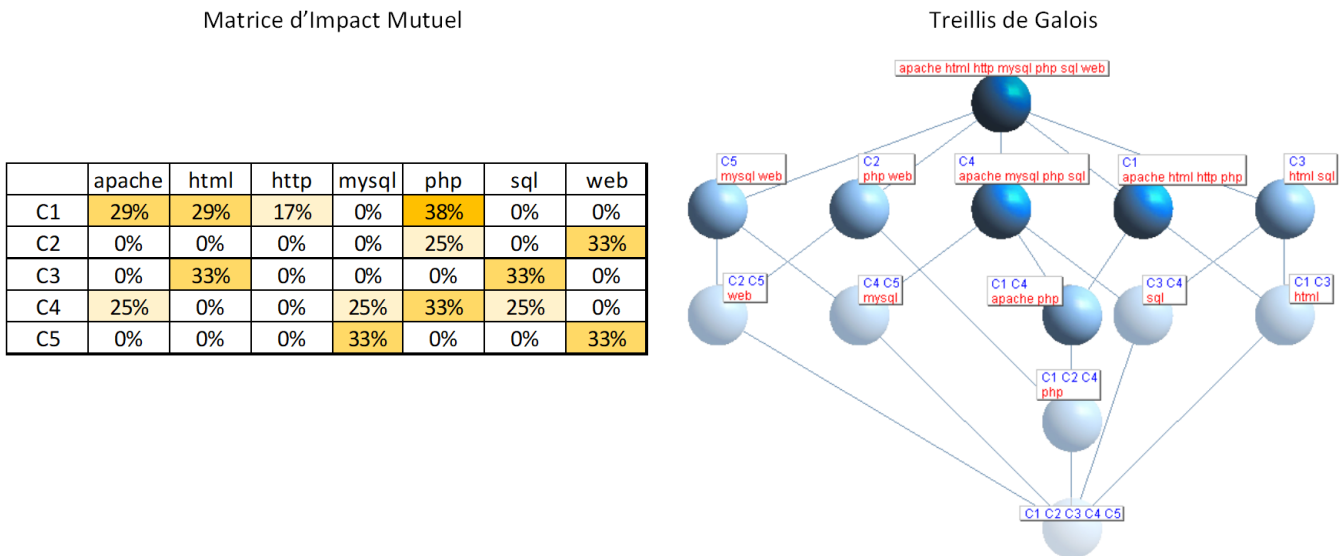 Matrice d'Impact Mutuel
apache html http mysql php sql web
C1 29% 29% 17% 0% 38% 0% 0%
C2 0% 0% 0% 0% 25% 0% 33%
C3 0% 33% 0% 0% 0% 33% 0%
C4 25% 0% 0% 25% 33% 25% 0%
C5 0% 0% 0% 33% 0% 0% 33%
Treillis de Galois
apache html http mysql php sql web
C5
mysql web
C2
php web
C4
apache mysql php sql
C1
apache html http php
C3
html sql
C2 C5
web
C4 C5
mysql
C1 C4
apache php
C3 C4
sql
C1 C3
html
C1 C2 C4
php
C1 C2 C3 C4 C5